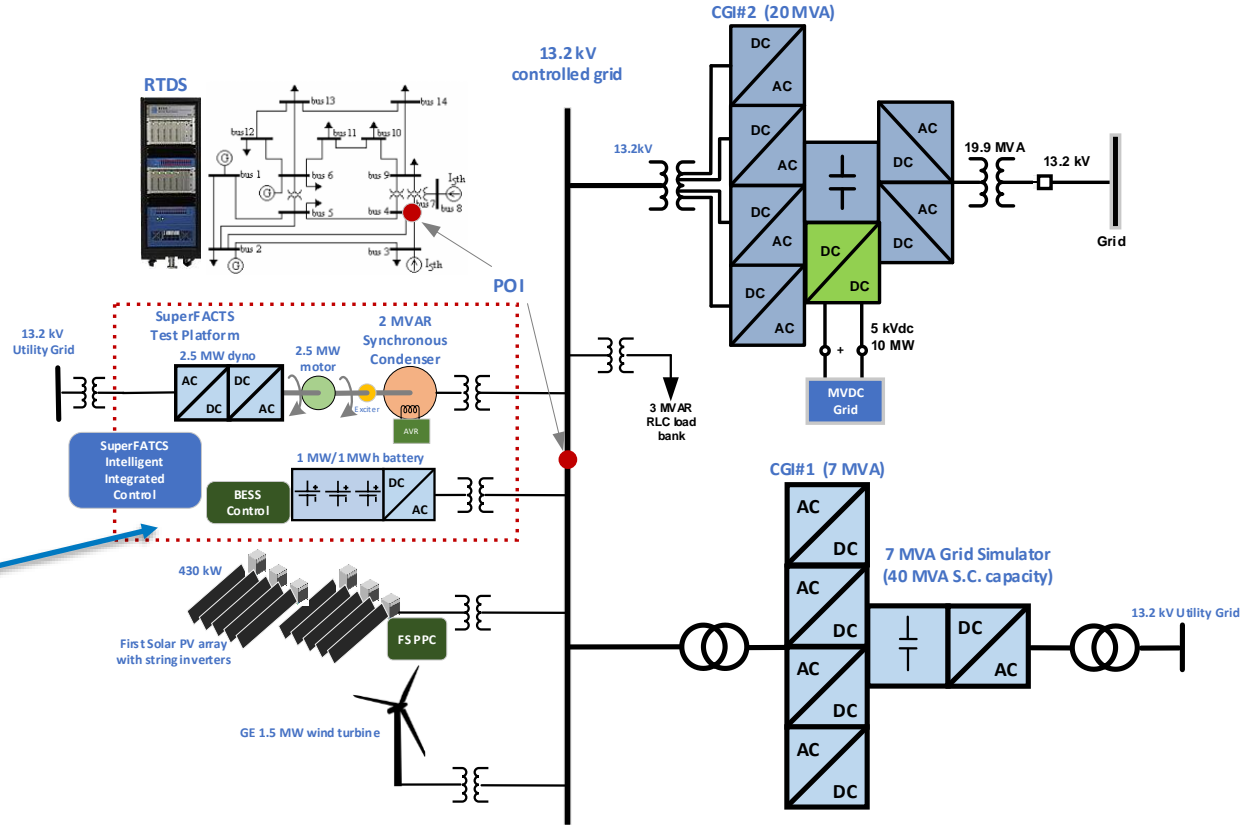 CGI#2 (20 MVA)
13.2 kV
controlled grid
RTDS
bus 13
bus 14
bus12
bus 11
bus 10
bus 1
bus 6
bus 9
G
G
G
bus 5
bus 4
bus 7
bus 8
I5th
bus 2
bus 3
I5th
POI
13.2kV
DC
AC
DC
AC
DC
AC
DC
AC
AC
DC
AC
DC
DC
DC
19.9 MVA
13.2 kV
Grid
+
5 kVdc
10 MW
MVDC
Grid
3 MVAR
RLC load
bank
13.2 kV
Utility Grid
SuperFACTS
Test Platform
2.5 MW dyno
AC
DC
DC
AC
2.5 MW
motor
2 MVAR
Synchronous
Condenser
Exciter
AVR
SuperFATCS
Intelligent
Integrated
Control
BESS
Control
1 MW/1 MWh battery
+
+
+
DC
AC
430 kW
First Solar PV array
with string inverters
FS PPC
GE 1.5 MW wind turbine
CGI#1 (7 MVA)
AC
DC
AC
DC
AC
DC
AC
DC
DC
AC
7 MVA Grid Simulator
(40 MVA S.C. capacity)
13.2 kV Utility Grid